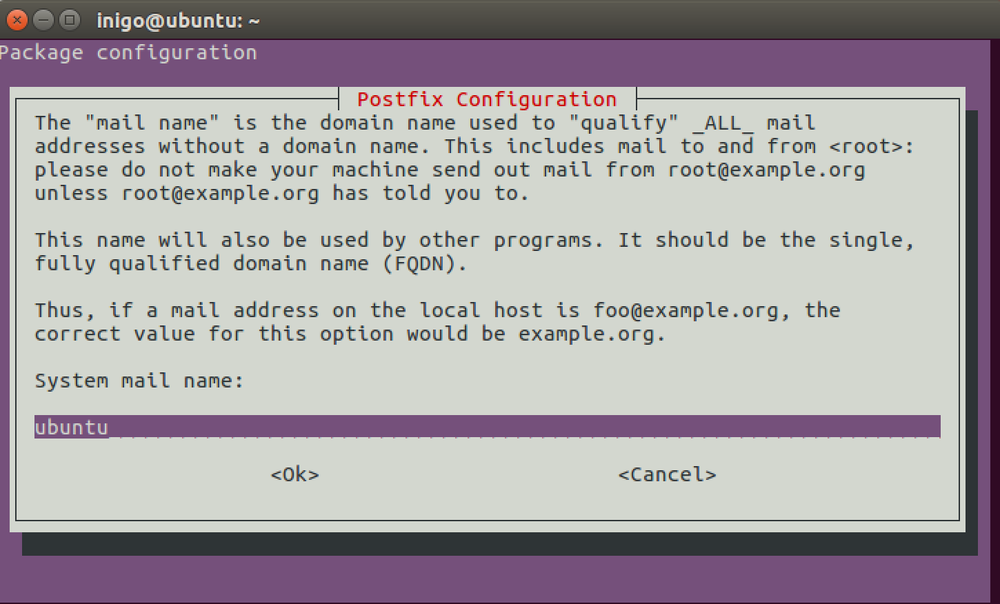 inigo@ubuntu: ~
Package configuration
Postfix Configuration
The "mail name" is the domain name used to "qualify" _ALL_ mail
addresses without a domain name. This includes mail to and from <root>:
please do not make your machine send out mail from root@example.org
unless root@example.org has told you to.
This name will also be used by other programs. It should be the single,
fully qualified domain name (FQDN).
Thus, if a mail address on the local host is foo@example.org, the
correct value for this option would be example.org.
System mail name:
ubuntu
<Ok> <Cancel>